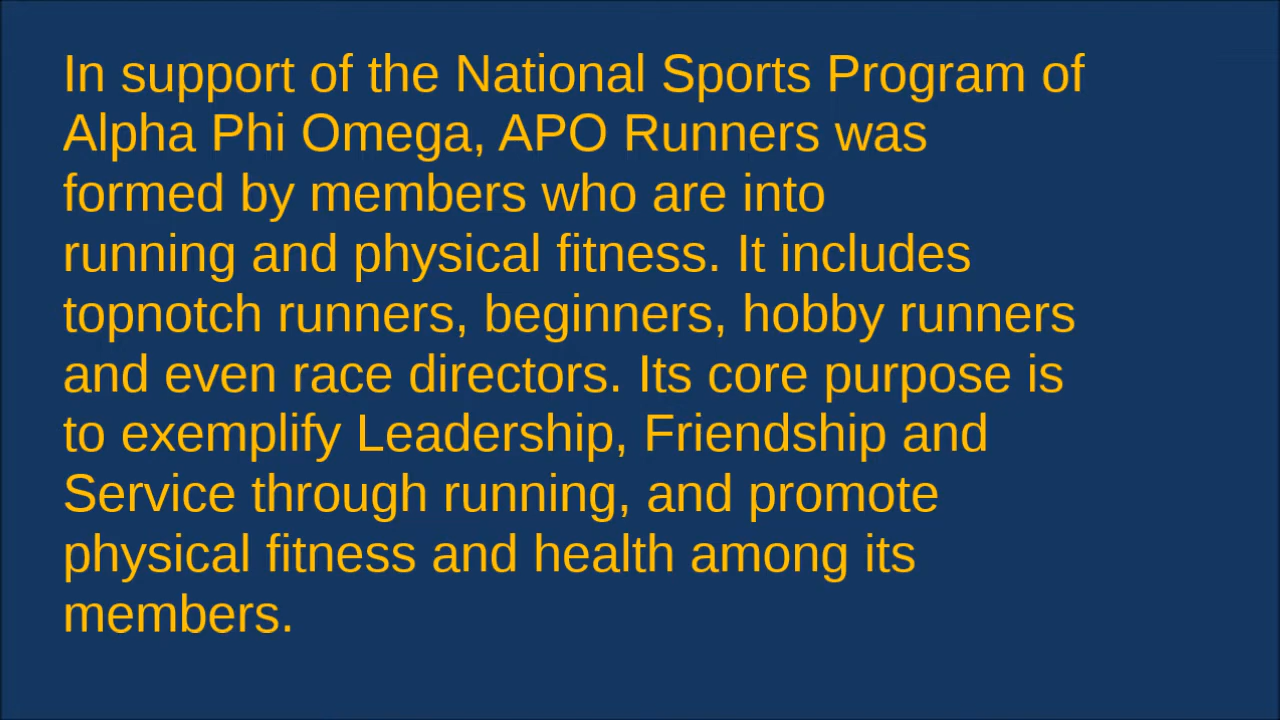 In support of the National Sports Program of
Alpha Phi Omega, APO Runners was
formed by members who are into
running and physical fitness. It includes
topnotch runners, beginners, hobby runners
and even race directors. Its core purpose is
to exemplify Leadership, Friendship and
Service through running, and promote
physical fitness and health among its
members.